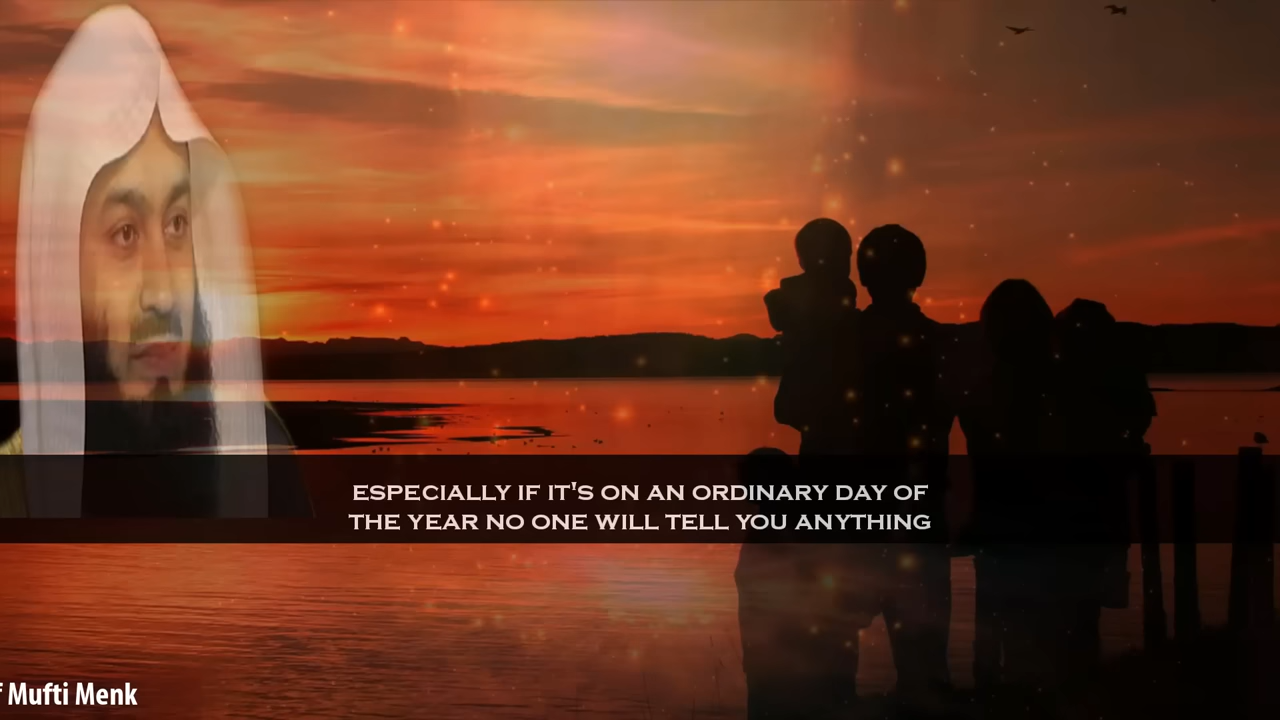 ESPECIALLY IF IT'S ON AN ORDINARY DAY OF
THE YEAR NO ONE WILL TELL YOU ANYTHING
f Mufti Menk